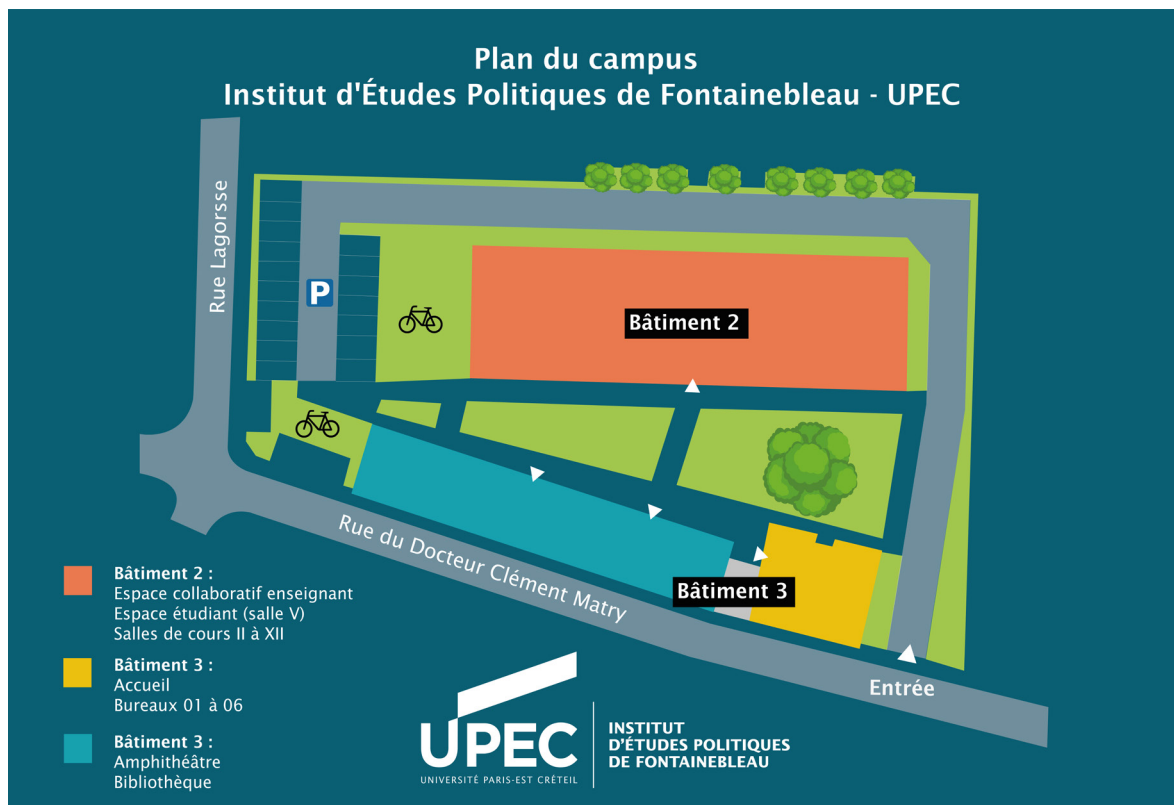 Plan du campus
Institut d'Études Politiques de Fontainebleau - UPEC
Rue Lagorsse
P
Bâtiment 2
Rue du Docteur Clément Matry
Bâtiment 3
Entrée
Bâtiment 2 :
Espace collaboratif enseignant
Espace étudiant (salle V)
Salles de cours II à XII
Bâtiment 3 :
Accueil
Bureaux 01 à 06
Bâtiment 3 :
Amphithéâtre
Bibliothèque
UPEC
UNIVERSITÉ PARIS-EST CRÉTEIL
INSTITUT
D'ÉTUDES POLITIQUES
DE FONTAINEBLEAU